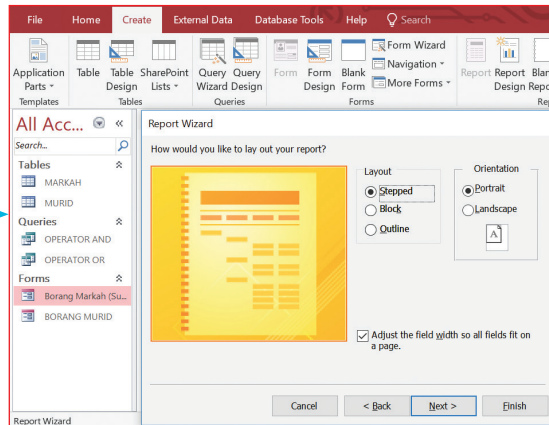 File Home Create External Data Database Tools Help Search
Application Parts
Table
Table Design
SharePoint Lists
Query Wizard
Query Design
Form
Form Design
Blank Form
Form Wizard
Navigation
More Forms
Report
Report Design
Templates Tables Queries Forms
All Acc...
Search...
Tables
MARKAH
MURID
Queries
OPERATOR AND
OPERATOR OR
Forms
Borang Markah (Su...
BORANG MURID
Report Wizard
Report Wizard
How would you like to lay out your report?
Layout
Stepped
Block
Outline
Orientation
Portrait
Landscape
A
Adjust the field width so all fields fit on
a page.
Cancel < Back Next > Finish